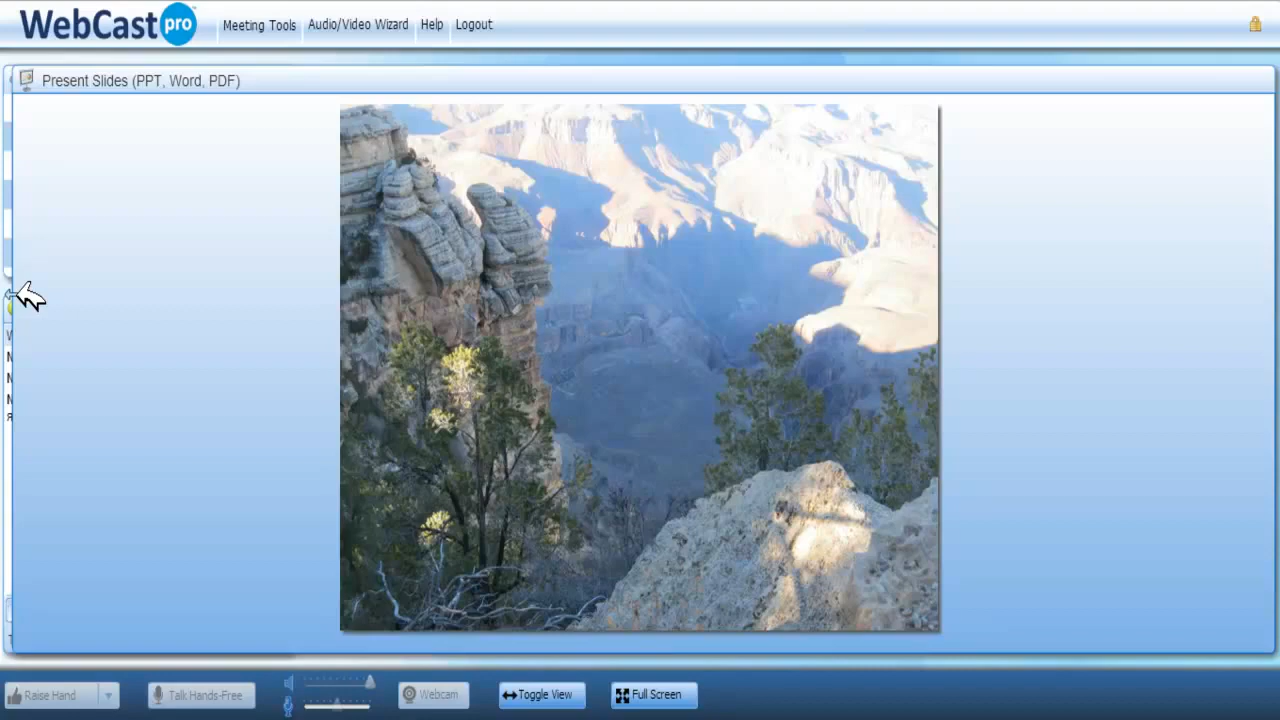 WebCast pro
Meeting Tools
Audio/Video Wizard
Help
Logout
Present Slides (PPT, Word, PDF)
Raise Hand
Talk Hands-Free
Webcam
Toggle View
Full Screen